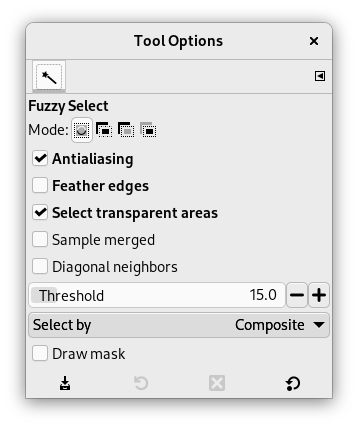 Tool Options
Fuzzy Select
Mode:
Antialiasing
Feather edges
Select transparent areas
Sample merged
Diagonal neighbors
Threshold 15.0
Select by Composite
Draw mask